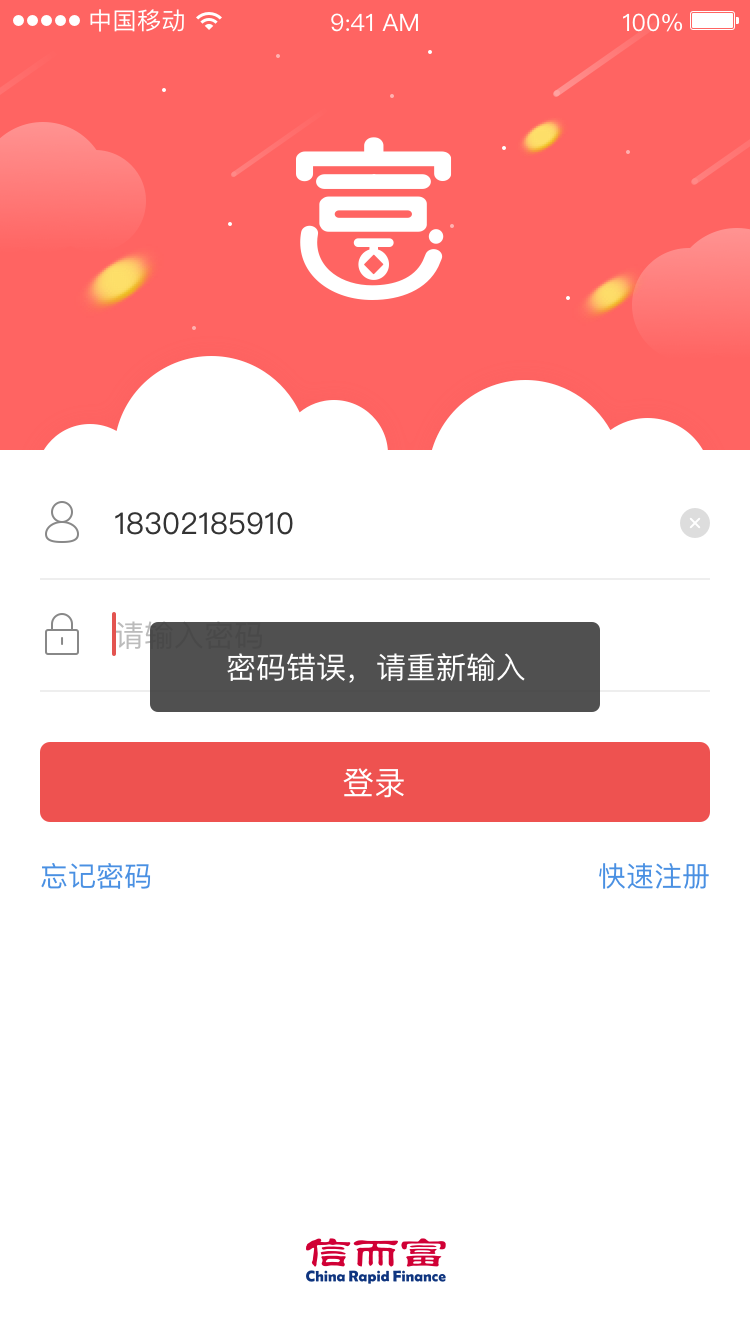 中国移动 9:41 AM 100%
18302185910
请输入密码
密码错误，请重新输入
登录
忘记密码 快速注册
信而富
China Rapid Finance